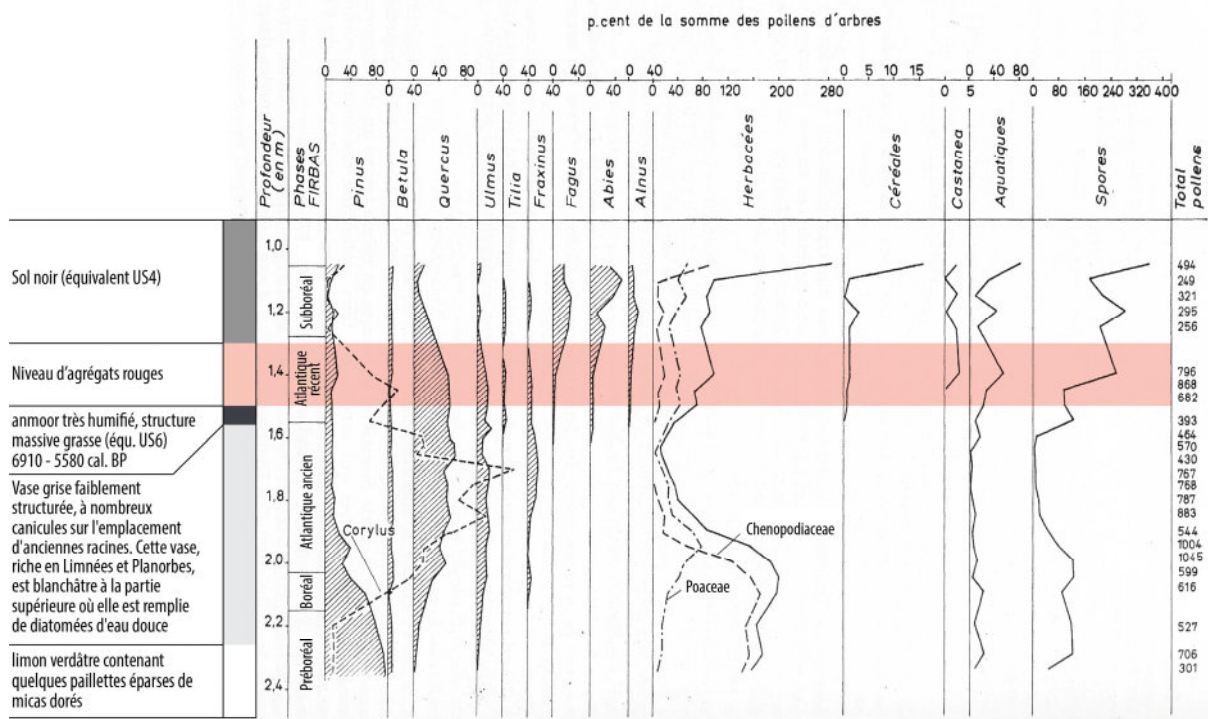 p.cent de la somme des pollens d'arbres
0 40 80 0 0 40 80 0 0 0 0 0 0 40 0 5 10 15 0 40 80
40 40 40 40 40 40 40 0 40 80 120 200 280 0 5 0 80 160 240 320 400
Profondeur (en m)
Phases FIRBAS
Pinus
Betula
Quercus
Ulmus
Tilia
Fraxinus
Fagus
Abies
Alnus
Herbacées
Céréales
Castanea
Aquatiques
Spores
Total pollens
Sol noir (équivalent US4)
Niveau d'agrégats rouges
anmoor très humifié, structure
massive grasse (équ. US6)
6910 - 5580 cal. BP
Vase grise faiblement
structurée, à nombreux
canicules sur l'emplacement
d'anciennes racines. Cette vase,
riche en Limnées et Planorbes,
est blanchâtre à la partie
supérieure où elle est remplie
de diatomées d'eau douce
limon verdâtre contenant
quelques paillettes éparses de
micas dorés
1,0
1,2
1,4
1,6
1.8
2.0
2,2
2,4
Subboréal
Atlantique récent
Atlantique ancien
Boréal
Préboréal
Corylus
Chenopodiaceae
Poaceae
494
249
321
295
256
796
868
682
393
464
570
430
767
768
787
883
544
1004
1045
599
616
527
706
301